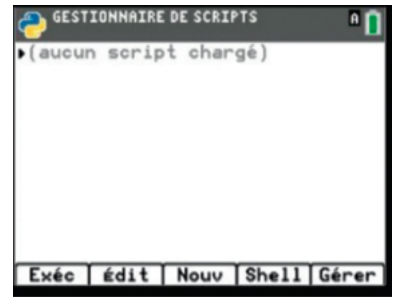 GESTIONNAIRE DE SCRIPTS A
(aucun script chargé)
Exéc Édit Nouv Shell Gérer